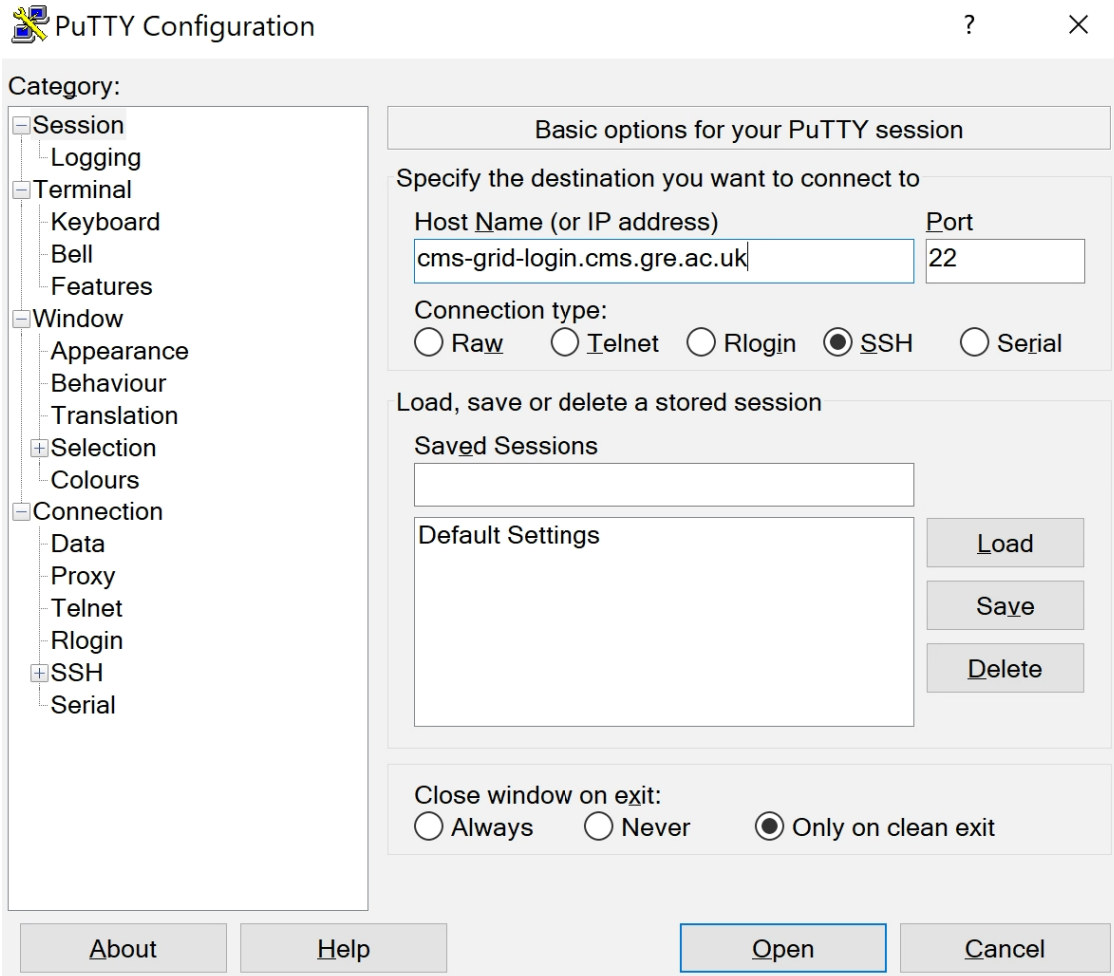 PuTTY Configuration
?
Category:
Session
Logging
Terminal
Keyboard
Bell
Features
Window
Appearance
Behaviour
Translation
Selection
Colours
Connection
Data
Proxy
Telnet
Rlogin
SSH
Serial
Basic options for your PuTTY session
Specify the destination you want to connect to
Host Name (or IP address) Port
cms-grid-login.cms.gre.ac.uk 22
Connection type:
Raw Telnet Rlogin SSH Serial
Load, save or delete a stored session
Saved Sessions
Default Settings
Load
Save
Delete
Close window on exit:
Always Never Only on clean exit
About Help Open Cancel